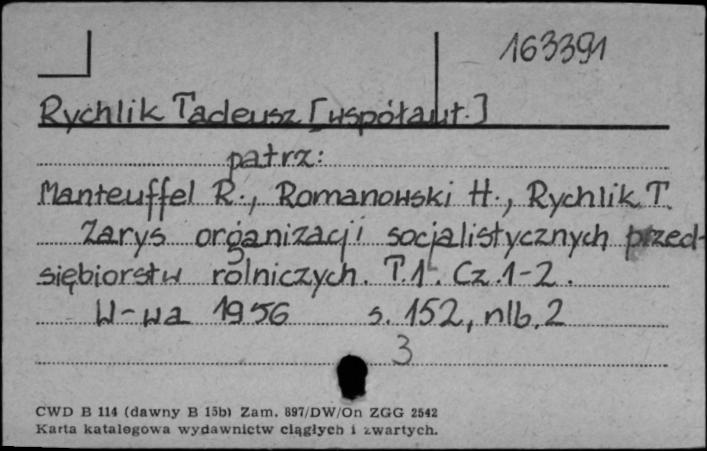 163391
Rychlik Tadeusz [współaut.]
patrz:
Manteuffel R., Romanowski H., Rychlik T.
Zarys organizacji socjalistycznych przed-
siębiorstw rolniczych. T.1. Cz.1-2.
W-wa 1956 s. 152, nlb. 2
3
CWD B 114 (dawny B 15b) Zam. 897/DW/On ZGG 2542
Karta katalogowa wydawnictw ciągłych i zwartych.